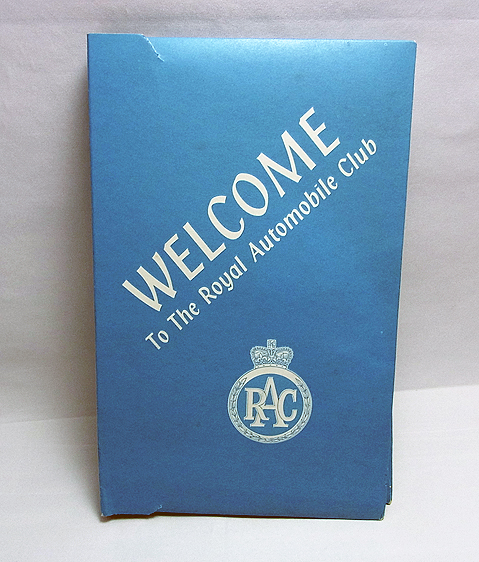 WELCOME
To The Royal Automobile Club
RAC